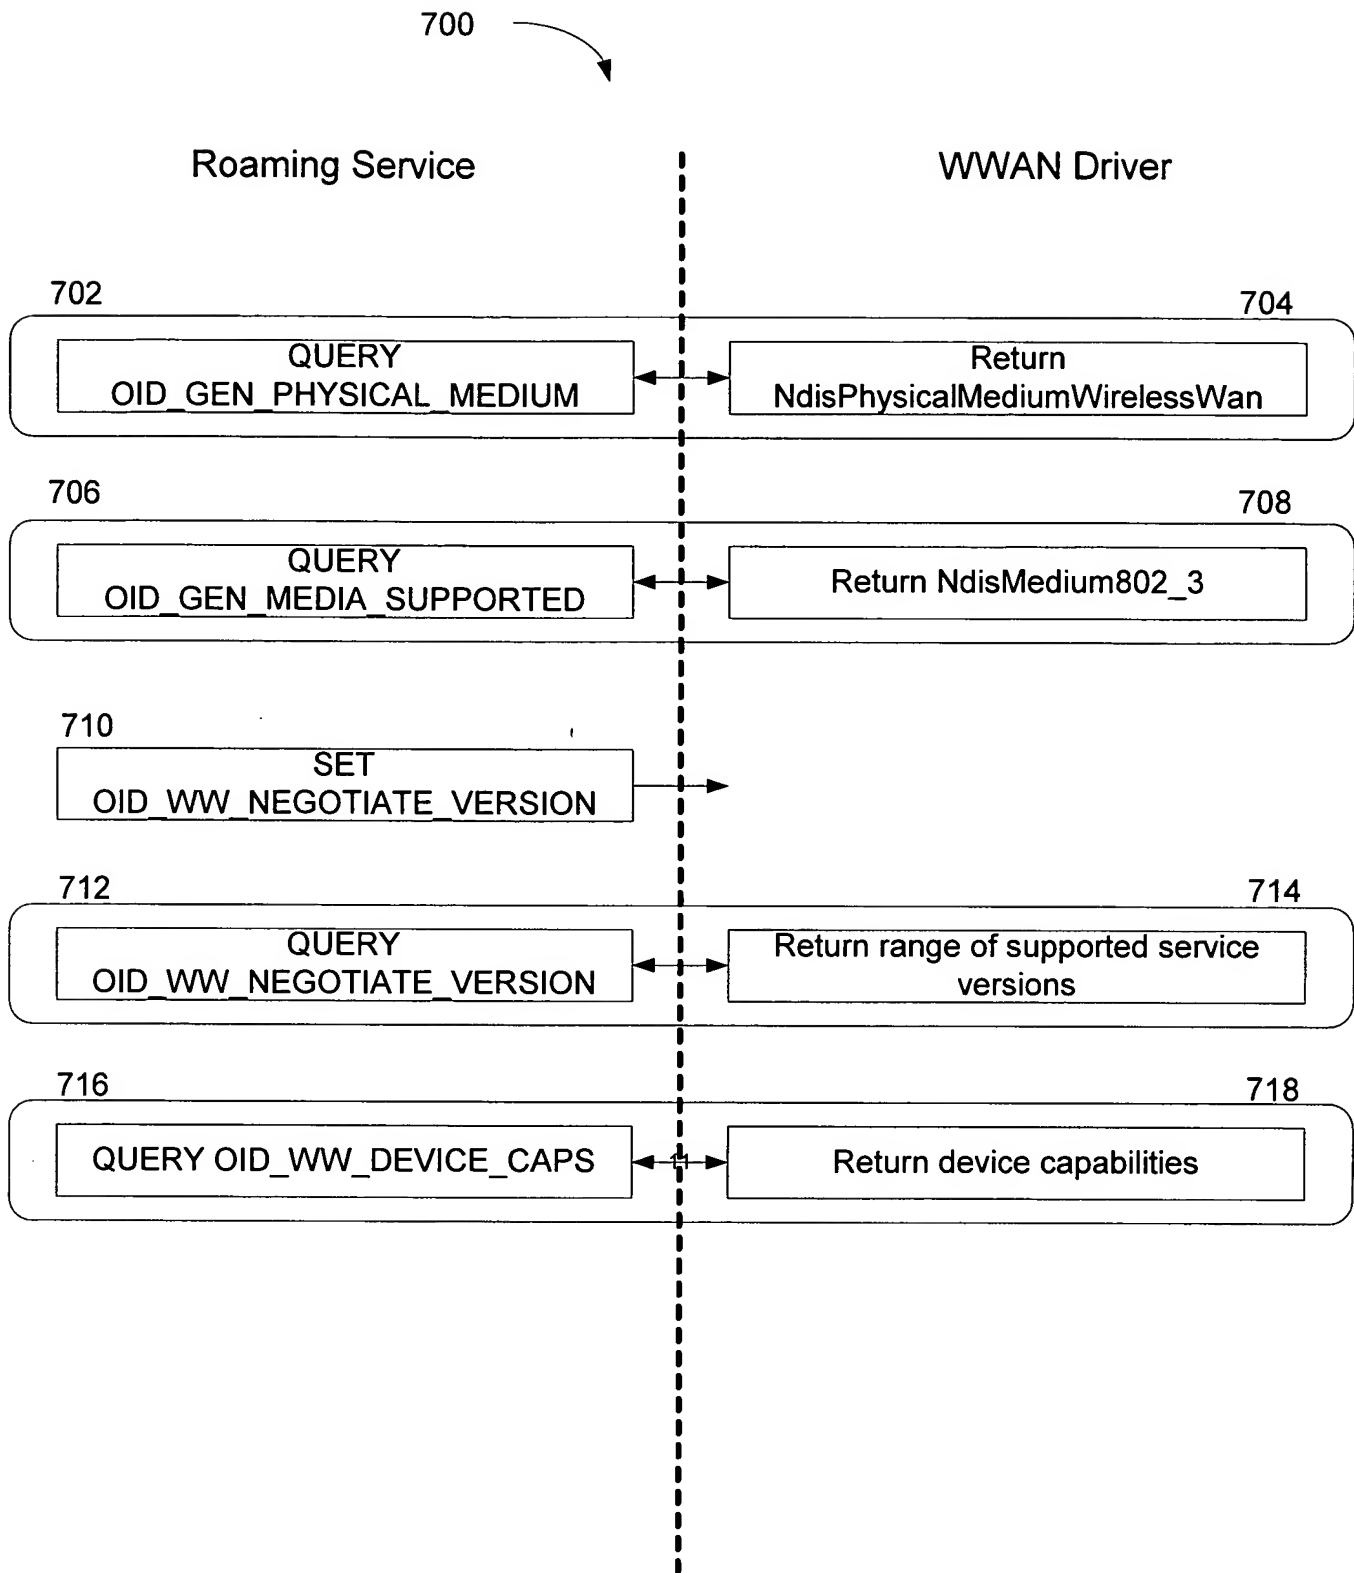 700
Roaming Service
WWAN Driver
702
704
QUERY
OID_GEN_PHYSICAL_MEDIUM
Return
NdisPhysicalMediumWirelessWan
706
708
QUERY
OID_GEN_MEDIA_SUPPORTED
Return NdisMedium802_3
710
SET
OID_WW_NEGOTIATE_VERSION
712
714
QUERY
OID_WW_NEGOTIATE_VERSION
Return range of supported service
versions
716
718
QUERY OID_WW_DEVICE_CAPS
Return device capabilities